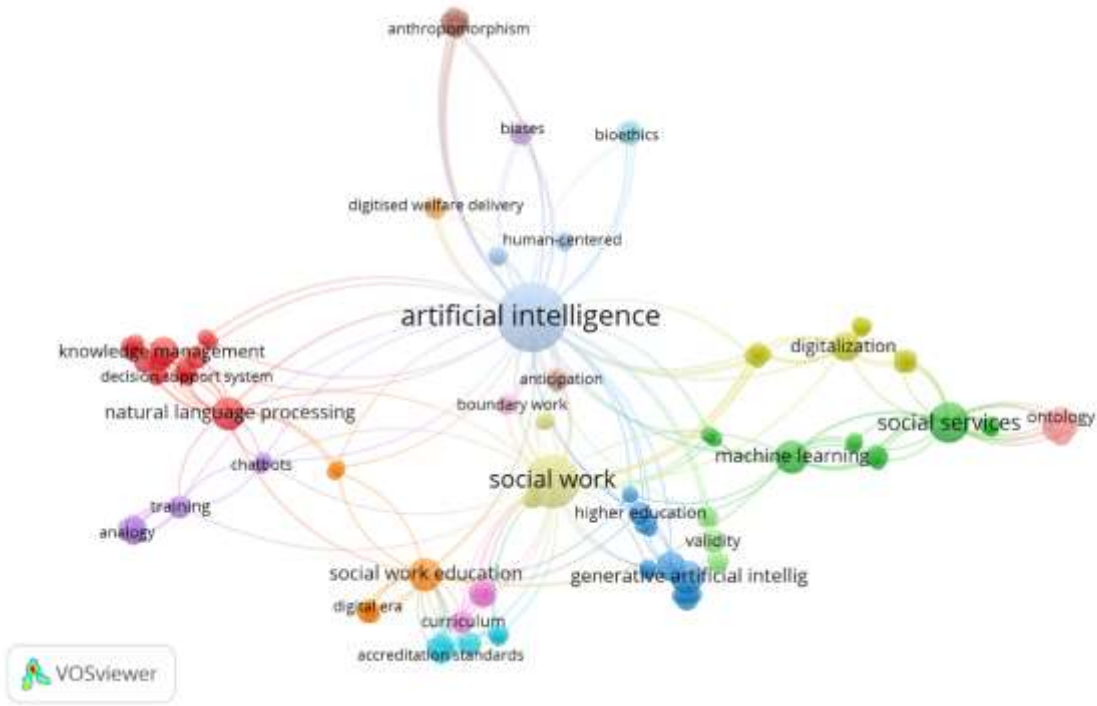 anthropomorphism
biases
bioethics
digitised welfare delivery
human-centered
artificial intelligence
knowledge management
digitalization
decision support system
anticipation
natural language processing
boundary work
social services
ontology
chatbots
machine learning
social work
training
higher education
analogy
validity
social work education
generative artificial intellig
digital era
curriculum
accreditation standards
VOSviewer